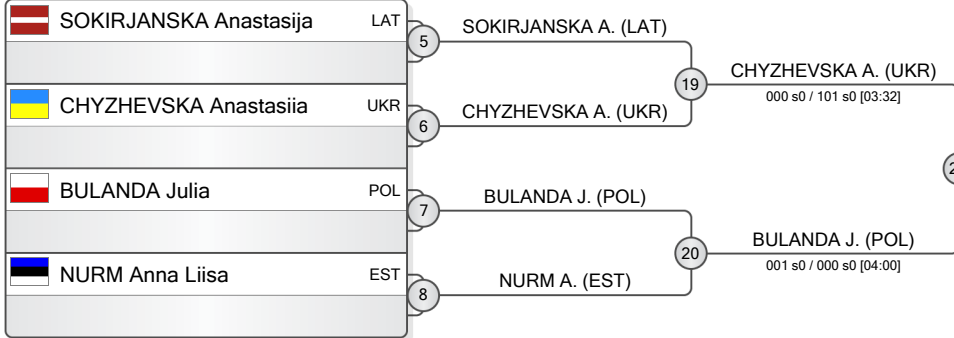 SOKIRJANSKA Anastasija LAT
5
SOKIRJANSKA A. (LAT)
19
CHYZHEVSKA A. (UKR)
000 s0 / 101 s0 [03:32]
CHYZHEVSKA Anastasiia UKR
6
CHYZHEVSKA A. (UKR)
BULANDA Julia POL
7
BULANDA J. (POL)
20
BULANDA J. (POL)
001 s0 / 000 s0 [04:00]
NURM Anna Liisa EST
8
NURM A. (EST)